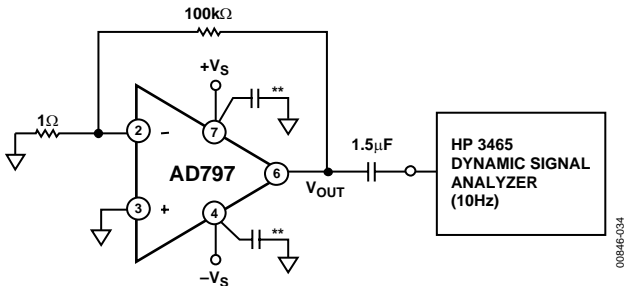 100kΩ
+VS
**
1Ω
2
−
7
1.5µF
HP 3465
DYNAMIC SIGNAL
ANALYZER
(10Hz)
AD797
6
VOUT
3
+
4
**
−VS
00846-034